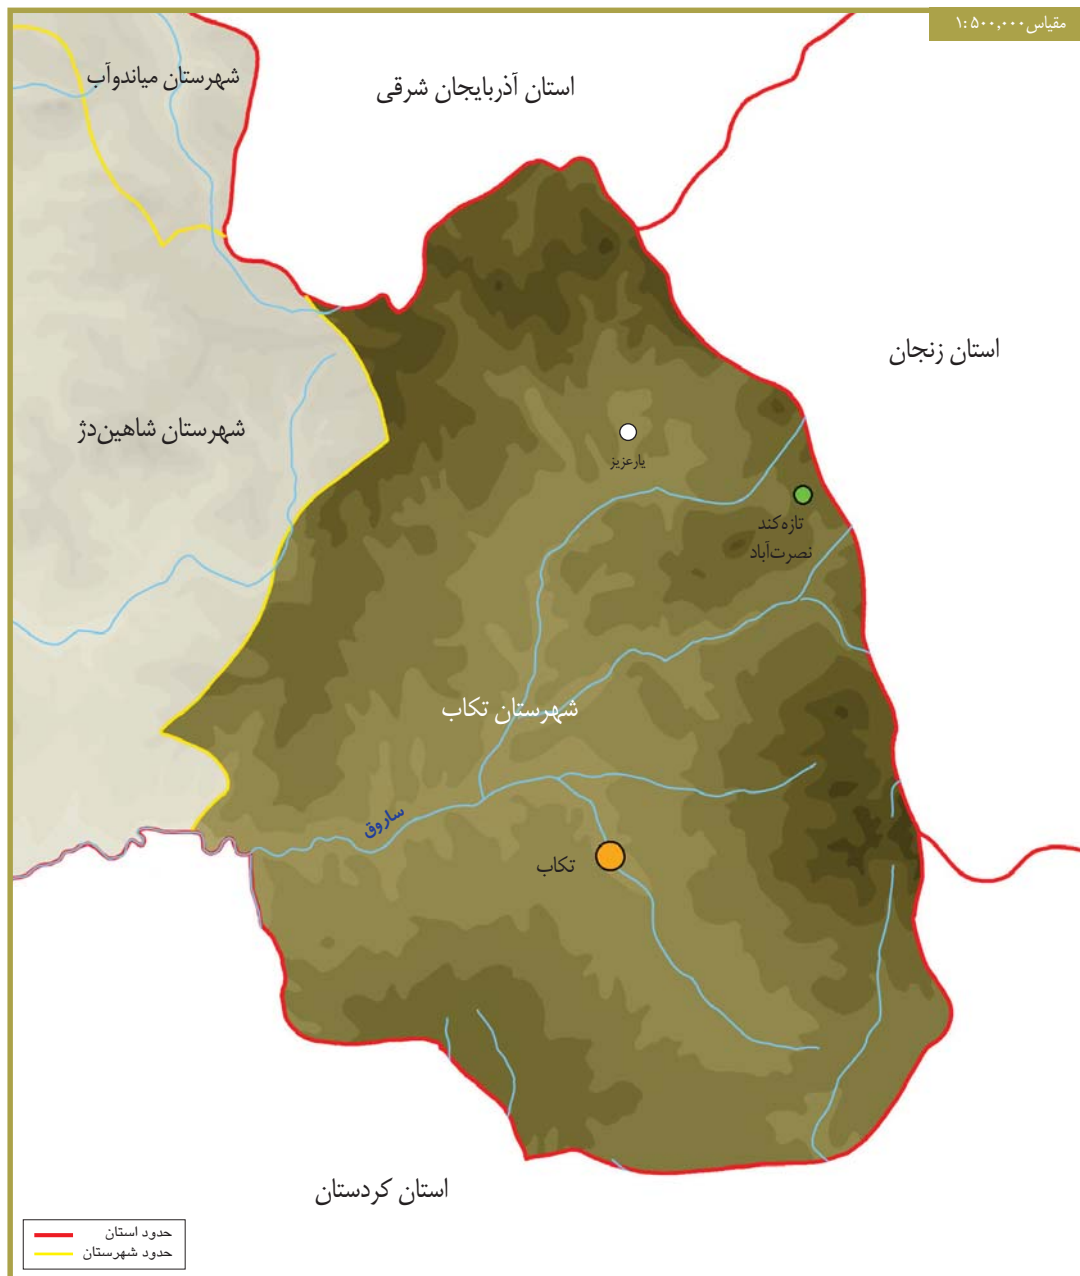 مقیاس ۱:۵۰۰,۰۰۰
شهرستان میاندوآب
استان آذربایجان شرقی
استان زنجان
شهرستان شاهین‌دژ
یارعزیز
تازه‌کند
نصرت‌آباد
شهرستان تکاب
ساروق
تکاب
استان کردستان
حدود استان
حدود شهرستان